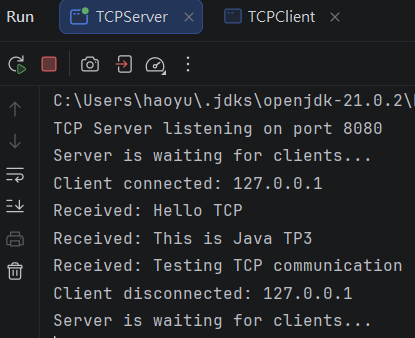 Run TCPServer TCPClient
C:\Users\haoyu\.jdks\openjdk-21.0.2\
TCP Server listening on port 8080
Server is waiting for clients...
Client connected: 127.0.0.1
Received: Hello TCP
Received: This is Java TP3
Received: Testing TCP communication
Client disconnected: 127.0.0.1
Server is waiting for clients...